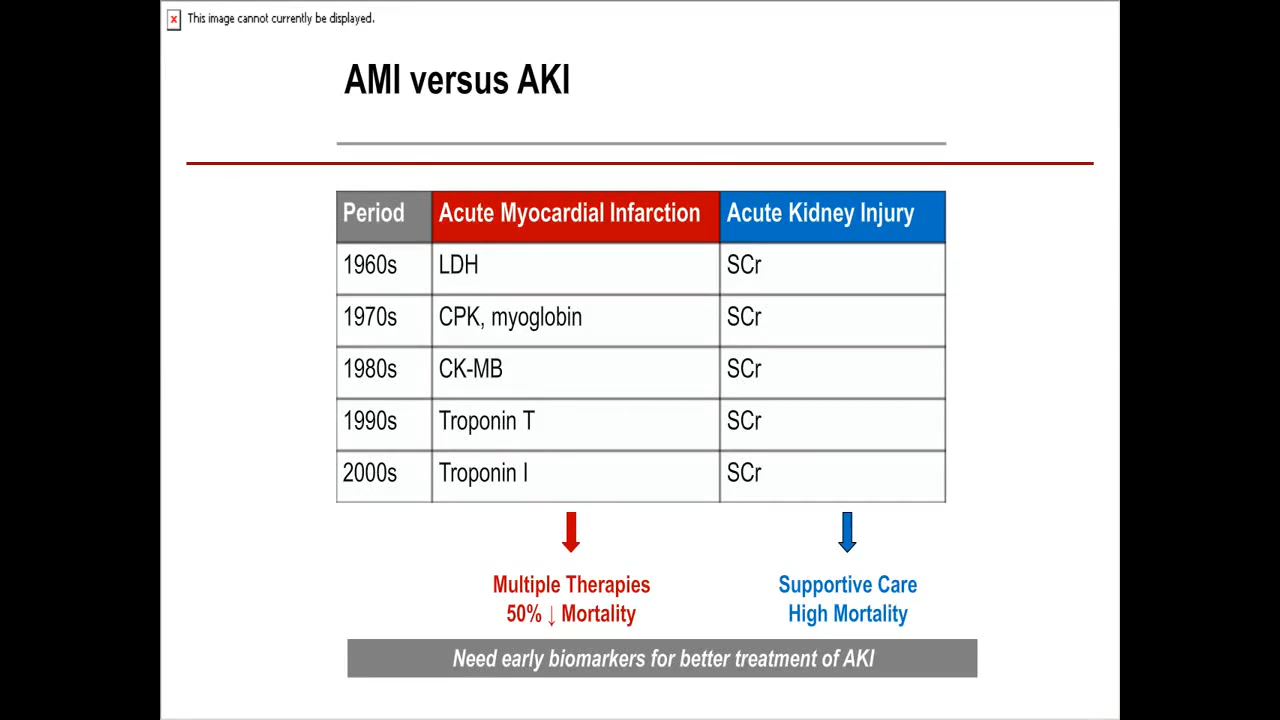 This image cannot currently be displayed.
AMI versus AKI
Period Acute Myocardial Infarction Acute Kidney Injury
1960s LDH SCr
1970s CPK, myoglobin SCr
1980s CK-MB SCr
1990s Troponin T SCr
2000s Troponin I SCr
Multiple Therapies Supportive Care
50% ↓ Mortality High Mortality
Need early biomarkers for better treatment of AKI